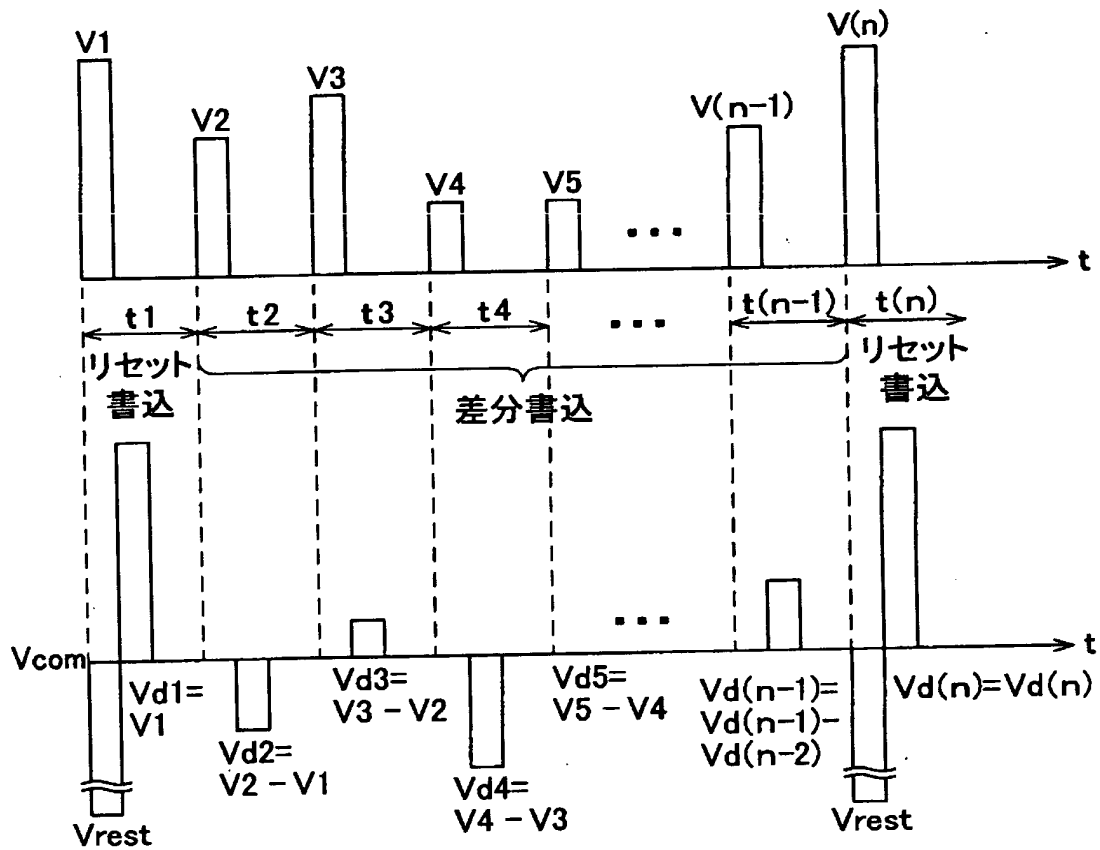 V1
V2
V3
V4
V5
...
V(n-1)
V(n)
t
t1
t2
t3
t4
...
t(n-1)
t(n)
リセット
書込
差分書込
リセット
書込
Vcom
t
...
Vd1=
V1
Vrest
Vd2=
V2-V1
Vd3=
V3-V2
Vd4=
V4-V3
Vd5=
V5-V4
Vd(n-1)=
Vd(n-1)-
Vd(n-2)
Vd(n)=Vd(n)
Vrest